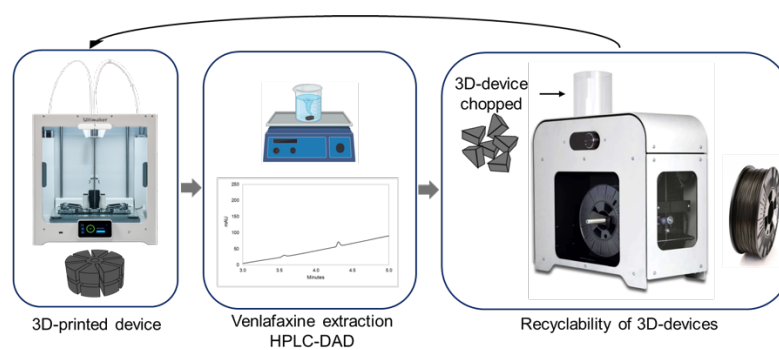 Ultimaker
3D-printed device
250
200
150
100
50
0
mAU
3.0
3.5
4.0
4.5
5.0
Minutes
Venlafaxine extraction
HPLC-DAD
3D-device
chopped
Recyclability of 3D-devices